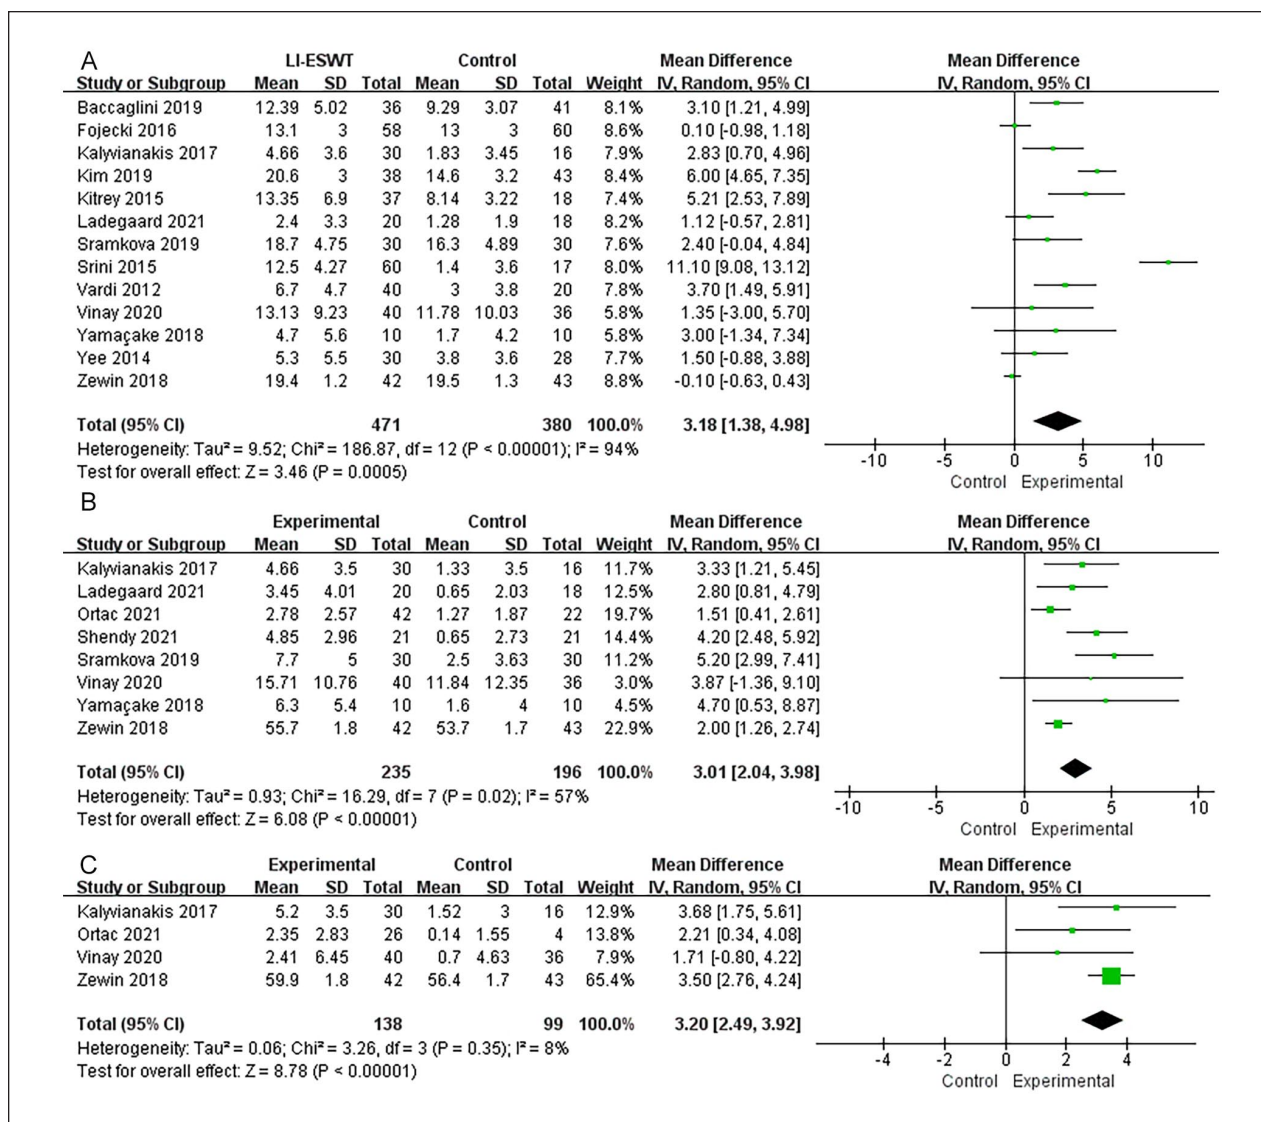 A
LI-ESWT Control Mean Difference Mean Difference
Study or Subgroup Mean SD Total Mean SD Total Weight IV, Random, 95% CI IV, Random, 95% CI
Baccaglini 2019 12.39 5.02 36 9.29 3.07 41 8.1% 3.10 [1.21, 4.99]
Fojecki 2016 13.1 3 58 13 3 60 8.6% 0.10 [-0.98, 1.18]
Kalyvianakis 2017 4.66 3.6 30 1.83 3.45 16 7.9% 2.83 [0.70, 4.96]
Kim 2019 20.6 3 38 14.6 3.2 43 8.4% 6.00 [4.65, 7.35]
Kitrey 2015 13.35 6.9 37 8.14 3.22 18 7.4% 5.21 [2.53, 7.89]
Ladegaard 2021 2.4 3.3 20 1.28 1.9 18 8.2% 1.12 [-0.57, 2.81]
Sramkova 2019 18.7 4.75 30 16.3 4.89 30 7.6% 2.40 [-0.04, 4.84]
Srini 2015 12.5 4.27 60 1.4 3.6 17 8.0% 11.10 [9.08, 13.12]
Vardi 2012 6.7 4.7 40 3 3.8 20 7.8% 3.70 [1.49, 5.91]
Vinay 2020 13.13 9.23 40 11.78 10.03 36 5.8% 1.35 [-3.00, 5.70]
Yamaçake 2018 4.7 5.6 10 1.7 4.2 10 5.8% 3.00 [-1.34, 7.34]
Yee 2014 5.3 5.5 30 3.8 3.6 28 7.7% 1.50 [-0.88, 3.88]
Zewin 2018 19.4 1.2 42 19.5 1.3 43 8.8% -0.10 [-0.63, 0.43]
Total (95% CI) 471 380 100.0% 3.18 [1.38, 4.98]
Heterogeneity: Tau² = 9.52; Chi² = 186.87, df = 12 (P < 0.00001); I² = 94%
Test for overall effect: Z = 3.46 (P = 0.0005)
-10 -5 0 5 10
Control Experimental
B
Experimental Control Mean Difference Mean Difference
Study or Subgroup Mean SD Total Mean SD Total Weight IV, Random, 95% CI IV, Random, 95% CI
Kalyvianakis 2017 4.66 3.5 30 1.33 3.5 16 11.7% 3.33 [1.21, 5.45]
Ladegaard 2021 3.45 4.01 20 0.65 2.03 18 12.5% 2.80 [0.81, 4.79]
Ortac 2021 2.78 2.57 42 1.27 1.87 22 19.7% 1.51 [0.41, 2.61]
Shendy 2021 4.85 2.96 21 0.65 2.73 21 14.4% 4.20 [2.48, 5.92]
Sramkova 2019 7.7 5 30 2.5 3.63 30 11.2% 5.20 [2.99, 7.41]
Vinay 2020 15.71 10.76 40 11.84 12.35 36 3.0% 3.87 [-1.36, 9.10]
Yamaçake 2018 6.3 5.4 10 1.6 4 10 4.5% 4.70 [0.53, 8.87]
Zewin 2018 55.7 1.8 42 53.7 1.7 43 22.9% 2.00 [1.26, 2.74]
Total (95% CI) 235 196 100.0% 3.01 [2.04, 3.98]
Heterogeneity: Tau² = 0.93; Chi² = 16.29, df = 7 (P = 0.02); I² = 57%
Test for overall effect: Z = 6.08 (P < 0.00001)
-10 -5 0 5 10
Control Experimental
C
Experimental Control Mean Difference Mean Difference
Study or Subgroup Mean SD Total Mean SD Total Weight IV, Random, 95% CI IV, Random, 95% CI
Kalyvianakis 2017 5.2 3.5 30 1.52 3 16 12.9% 3.68 [1.75, 5.61]
Ortac 2021 2.35 2.83 26 0.14 1.55 4 13.8% 2.21 [0.34, 4.08]
Vinay 2020 2.41 6.45 40 0.7 4.63 36 7.9% 1.71 [-0.80, 4.22]
Zewin 2018 59.9 1.8 42 56.4 1.7 43 65.4% 3.50 [2.76, 4.24]
Total (95% CI) 138 99 100.0% 3.20 [2.49, 3.92]
Heterogeneity: Tau² = 0.06; Chi² = 3.26, df = 3 (P = 0.35); I² = 8%
Test for overall effect: Z = 8.78 (P < 0.00001)
-4 -2 0 2 4
Control Experimental